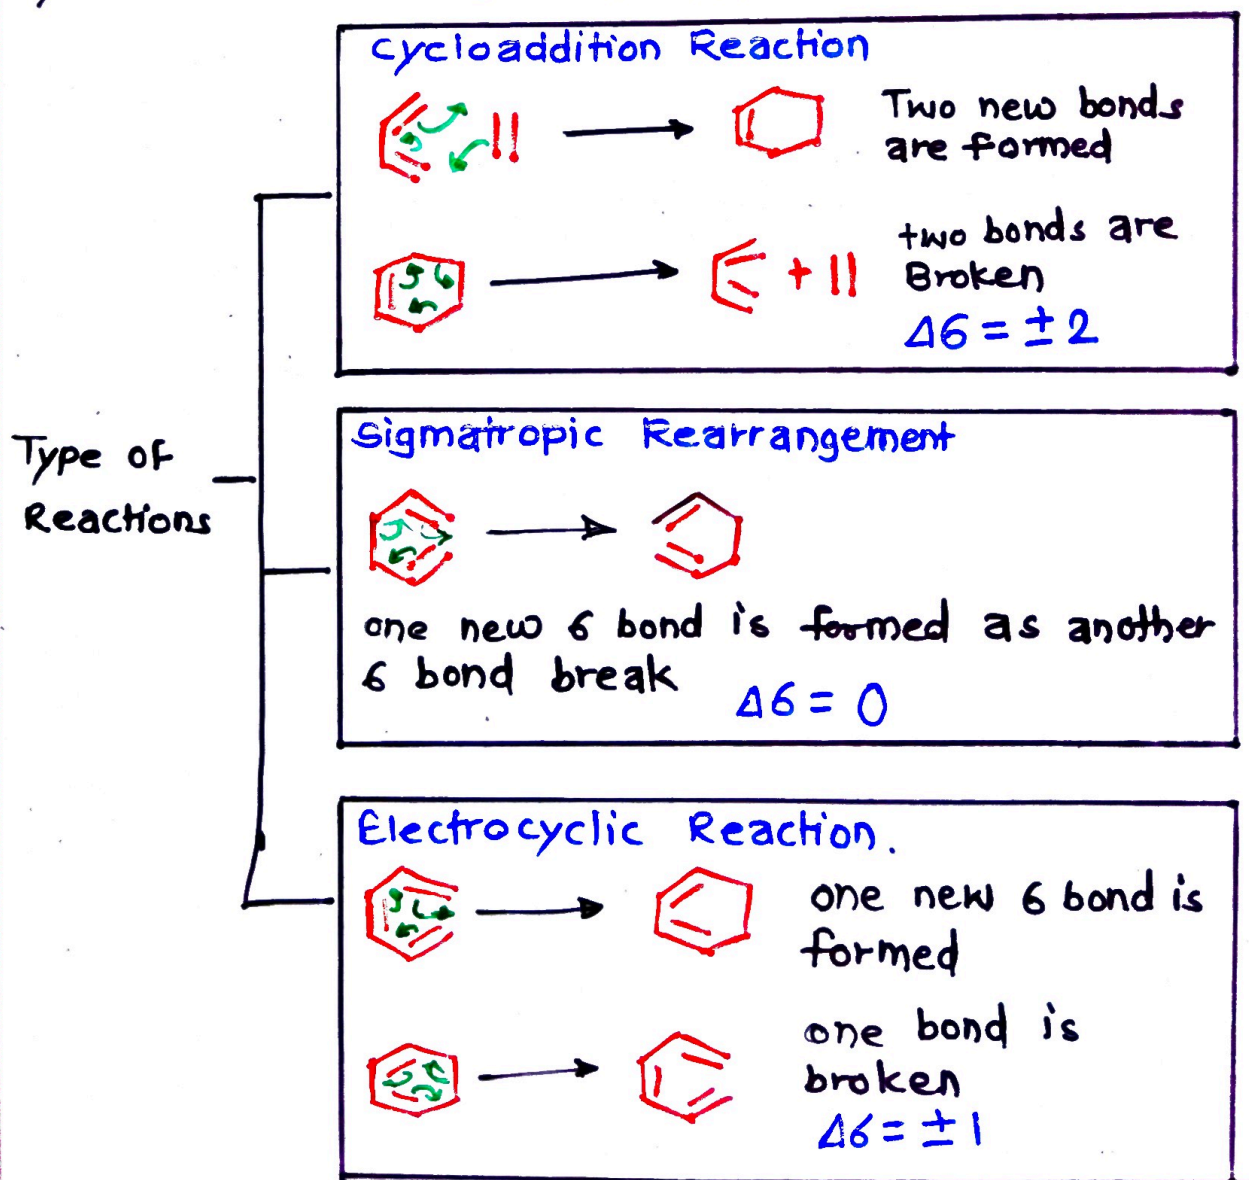 Type of
Reactions
Cycloaddition Reaction
Two new bonds
are formed
+
two bonds are
Broken
Δ6 = ±2
Sigmatropic Rearrangement
one new 6 bond is formed as another
6 bond break
Δ6 = 0
Electrocyclic Reaction.
one new 6 bond is
formed
one bond is
broken
Δ6 = ±1